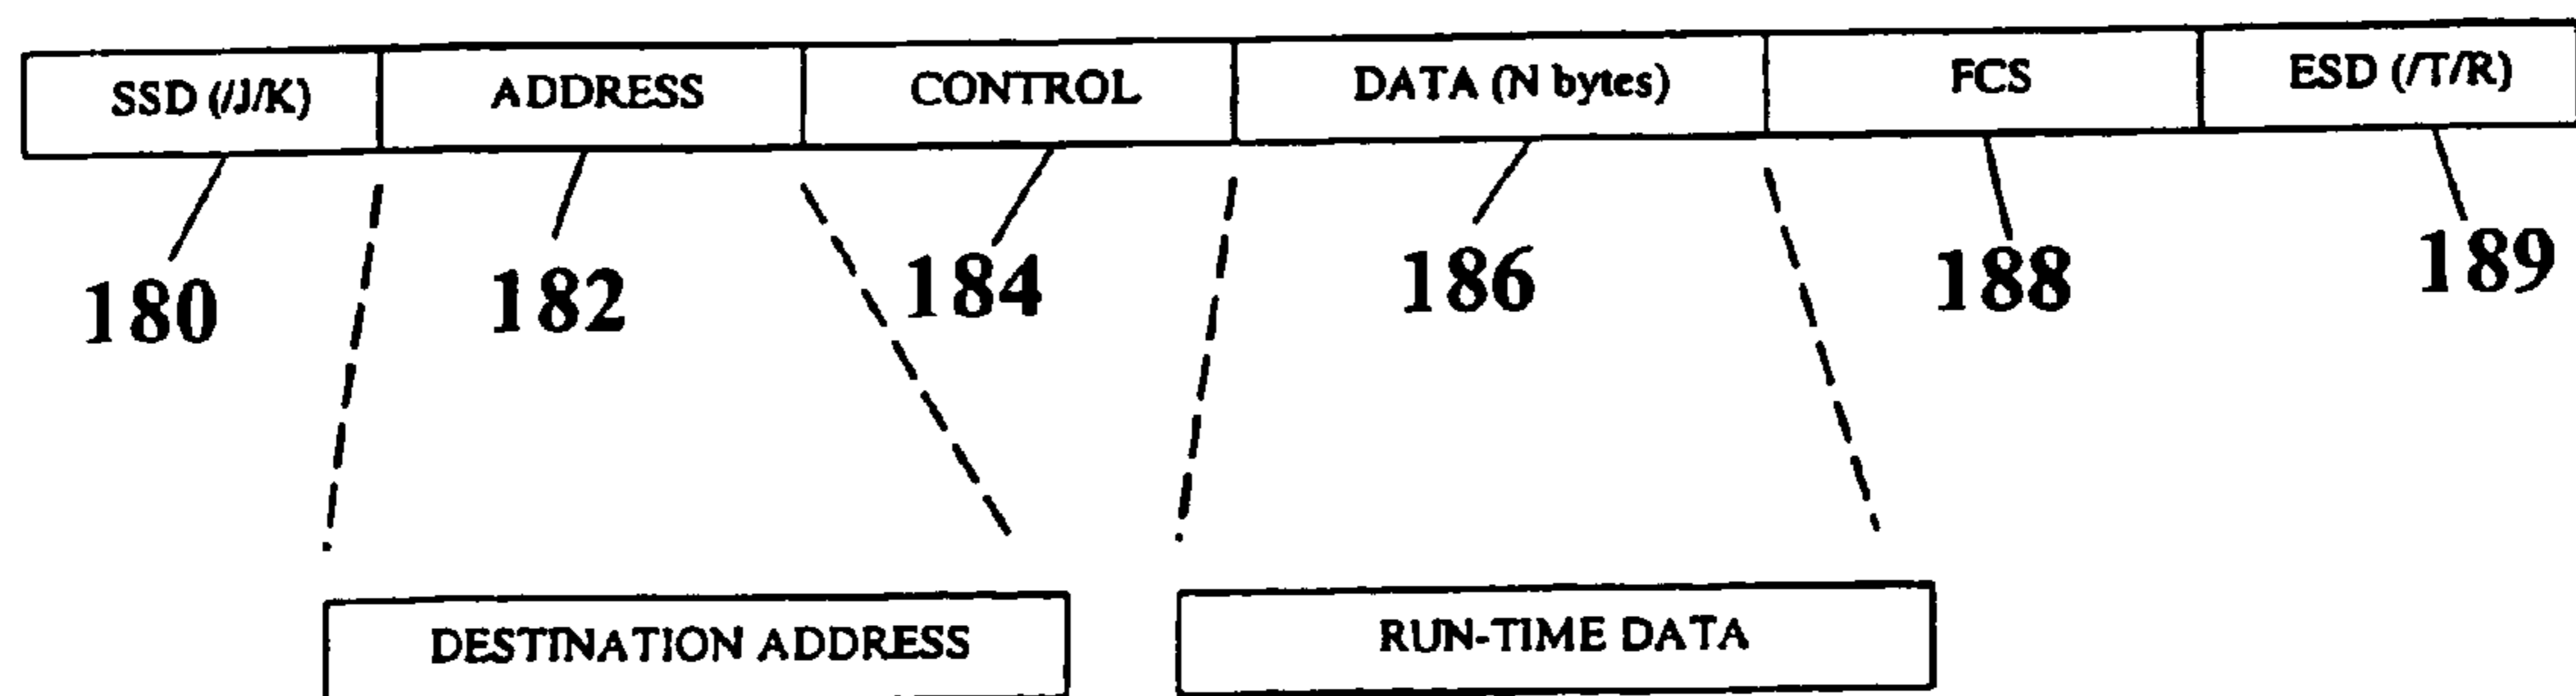 SSD (/J/K) ADDRESS CONTROL DATA (N bytes) FCS ESD (/T/R)
180 182 184 186 188 189
DESTINATION ADDRESS RUN-TIME DATA